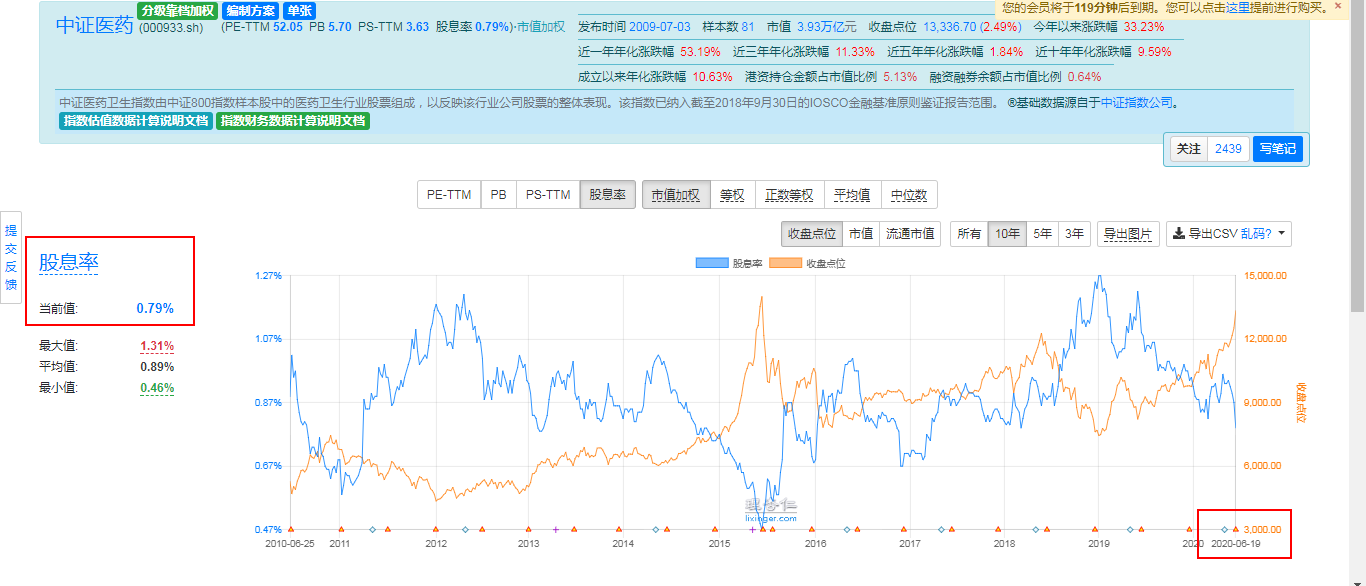 您的会员将于119分钟后到期。您可以点击这里提前进行购买。 ×
分级靠档加权 编制方案 单张
中证医药 (000933.sh) (PE-TTM 52.05 PB 5.70 PS-TTM 3.63 股息率 0.79%)·市值加权
发布时间 2009-07-03 样本数 81 市值 3.93万亿元 收盘点位 13,336.70 (2.49%) 今年以来涨跌幅 33.23%
近一年年化涨跌幅 53.19% 近三年年化涨跌幅 11.33% 近五年年化涨跌幅 1.84% 近十年年化涨跌幅 9.59%
成立以来年化涨跌幅 10.63% 港资持仓金额占市值比例 5.13% 融资融券余额占市值比例 0.64%
中证医药卫生指数由中证800指数样本股中的医药卫生行业股票组成，以反映该行业公司股票的整体表现。该指数已纳入截至2018年9月30日的IOSCO金融基准原则鉴证报告范围。 ®基础数据源自于中证指数公司。
指数估值数据计算说明文档 指数财务数据计算说明文档
关注 2439 写笔记
PE-TTM PB PS-TTM 股息率 市值加权 等权 正数等权 平均值 中位数
收盘点位 市值 流通市值 所有 10年 5年 3年 导出图片 导出CSV 乱码?
提交反馈
股息率
当前值: 0.79%
最大值: 1.31%
平均值: 0.89%
最小值: 0.46%
股息率 收盘点位
1.27%
1.07%
0.87%
0.67%
0.47%
15,000.00
12,000.00
9,000.00
6,000.00
3,000.00
收盘点位
理杏仁
lixinger.com
2010-06-25 2011 2012 2013 2014 2015 2016 2017 2018 2019 2020 2020-06-19